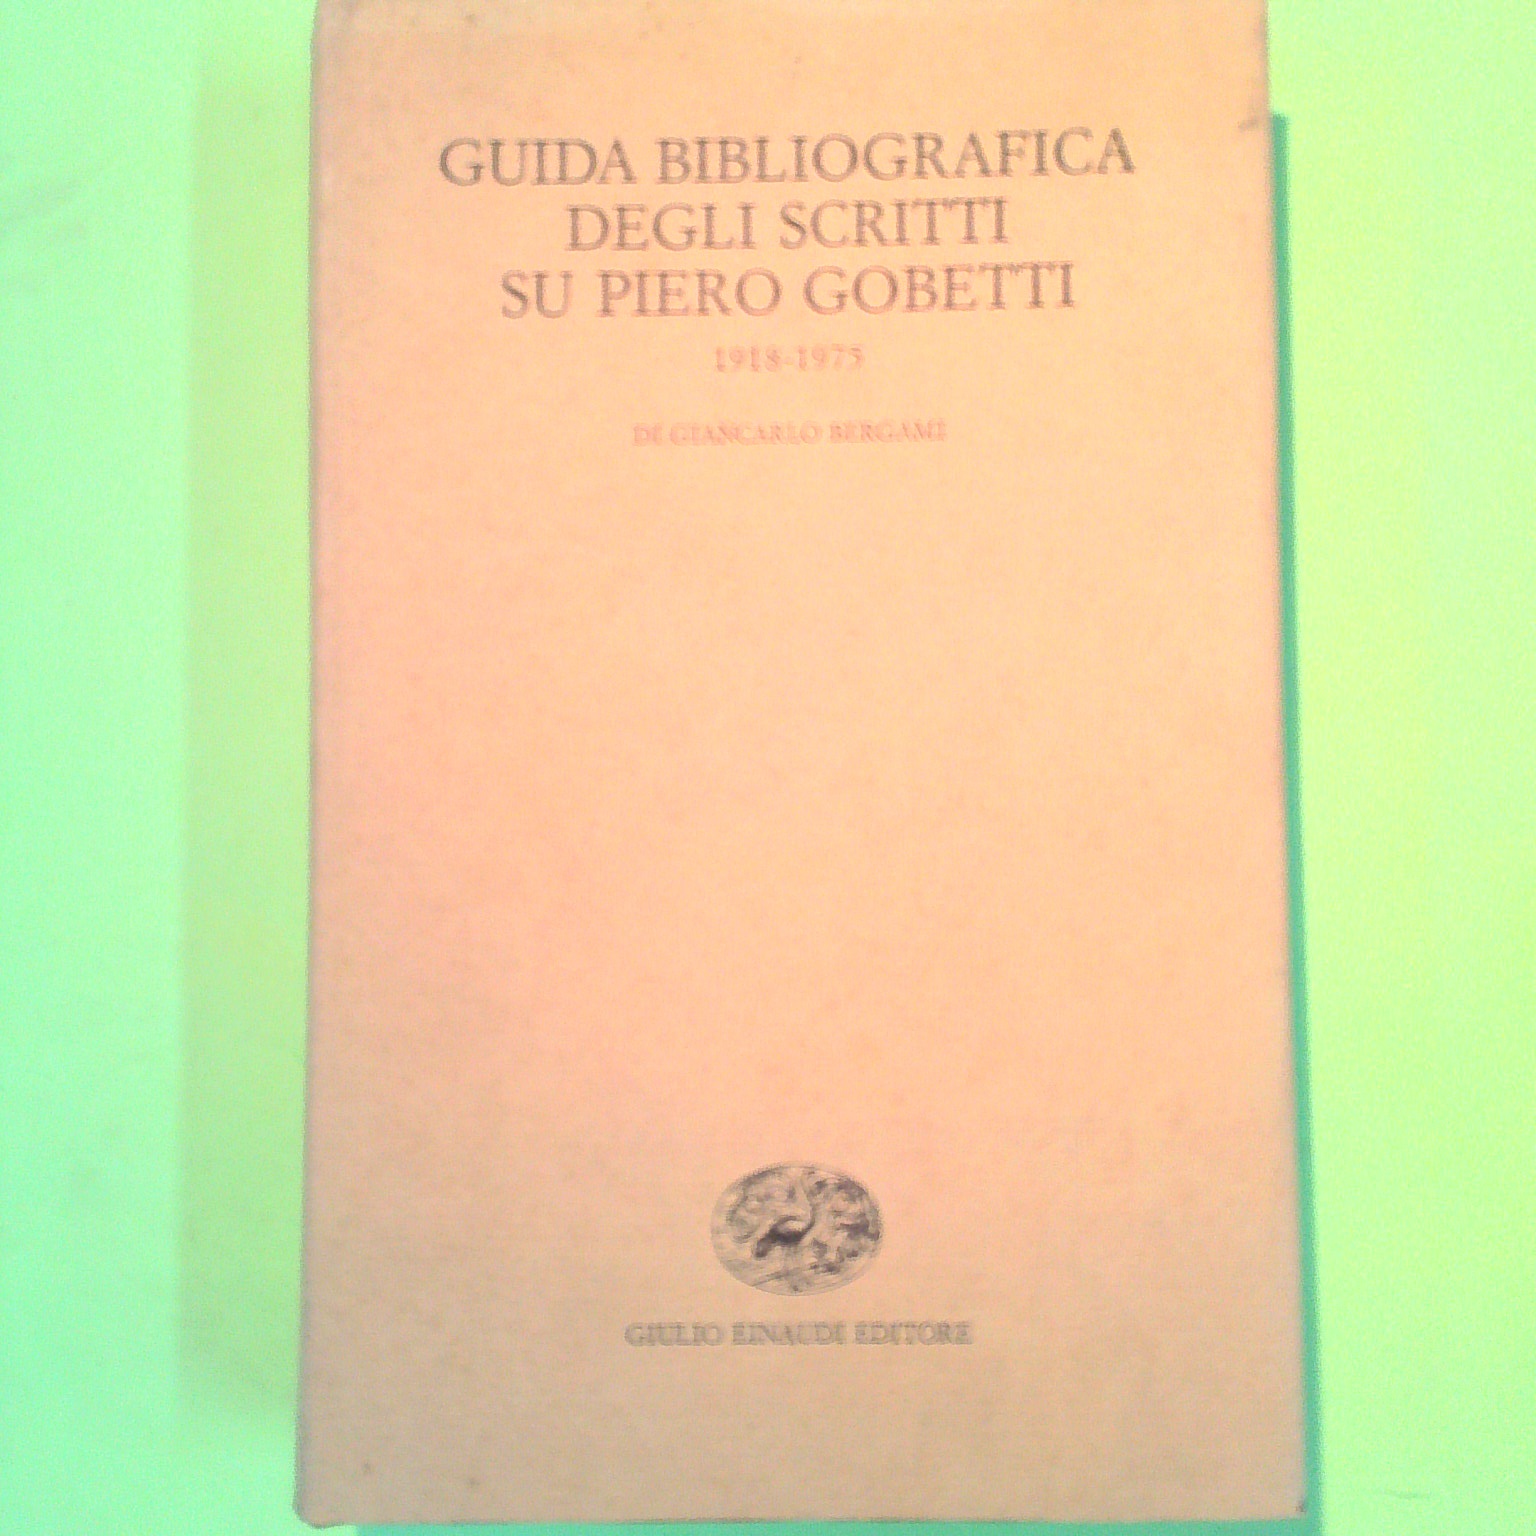 GUIDA BIBLIOGRAFICA
DEGLI SCRITTI
SU PIERO GOBETTI
1918-1975
DI GIANCARLO BERGAMI
GIULIO EINAUDI EDITORE